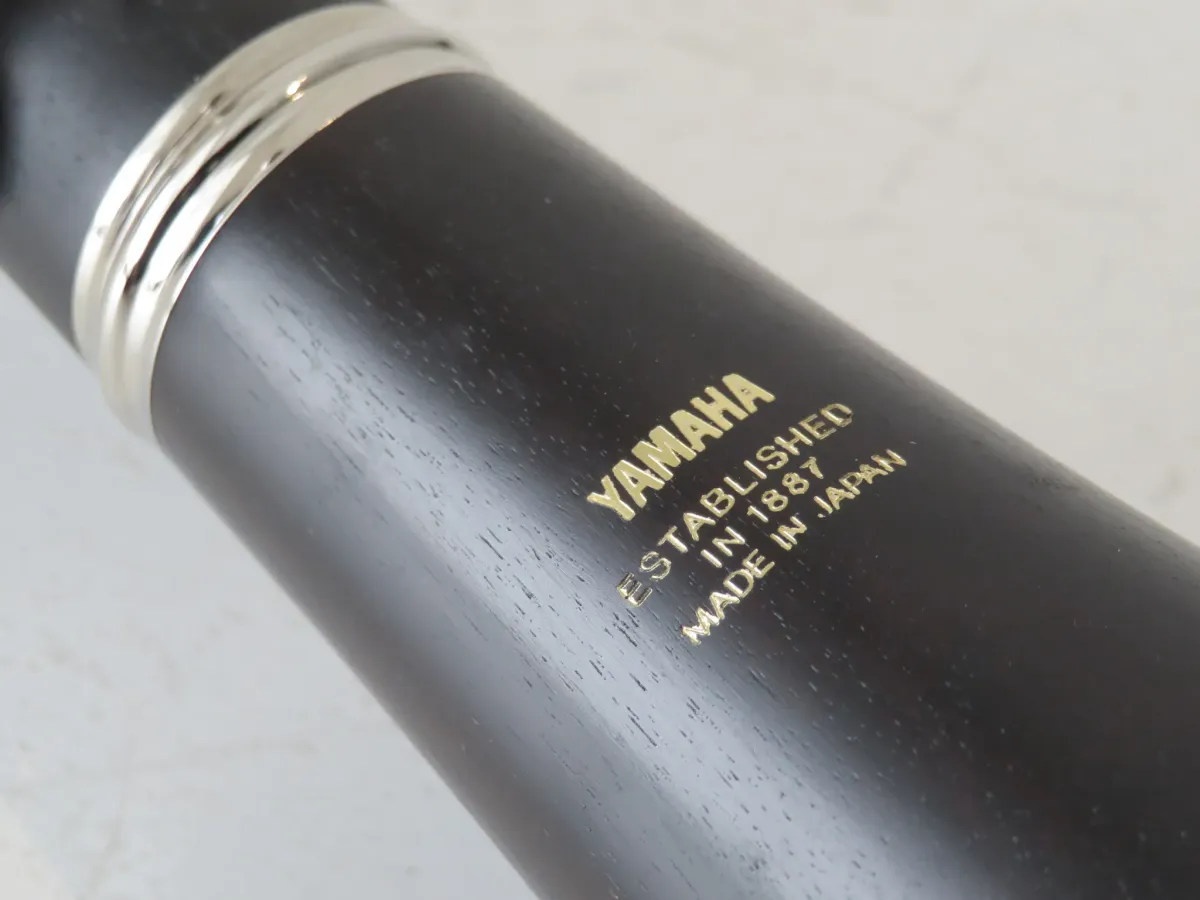 YAMAHA
ESTABLISHED
IN 1887
MADE IN JAPAN